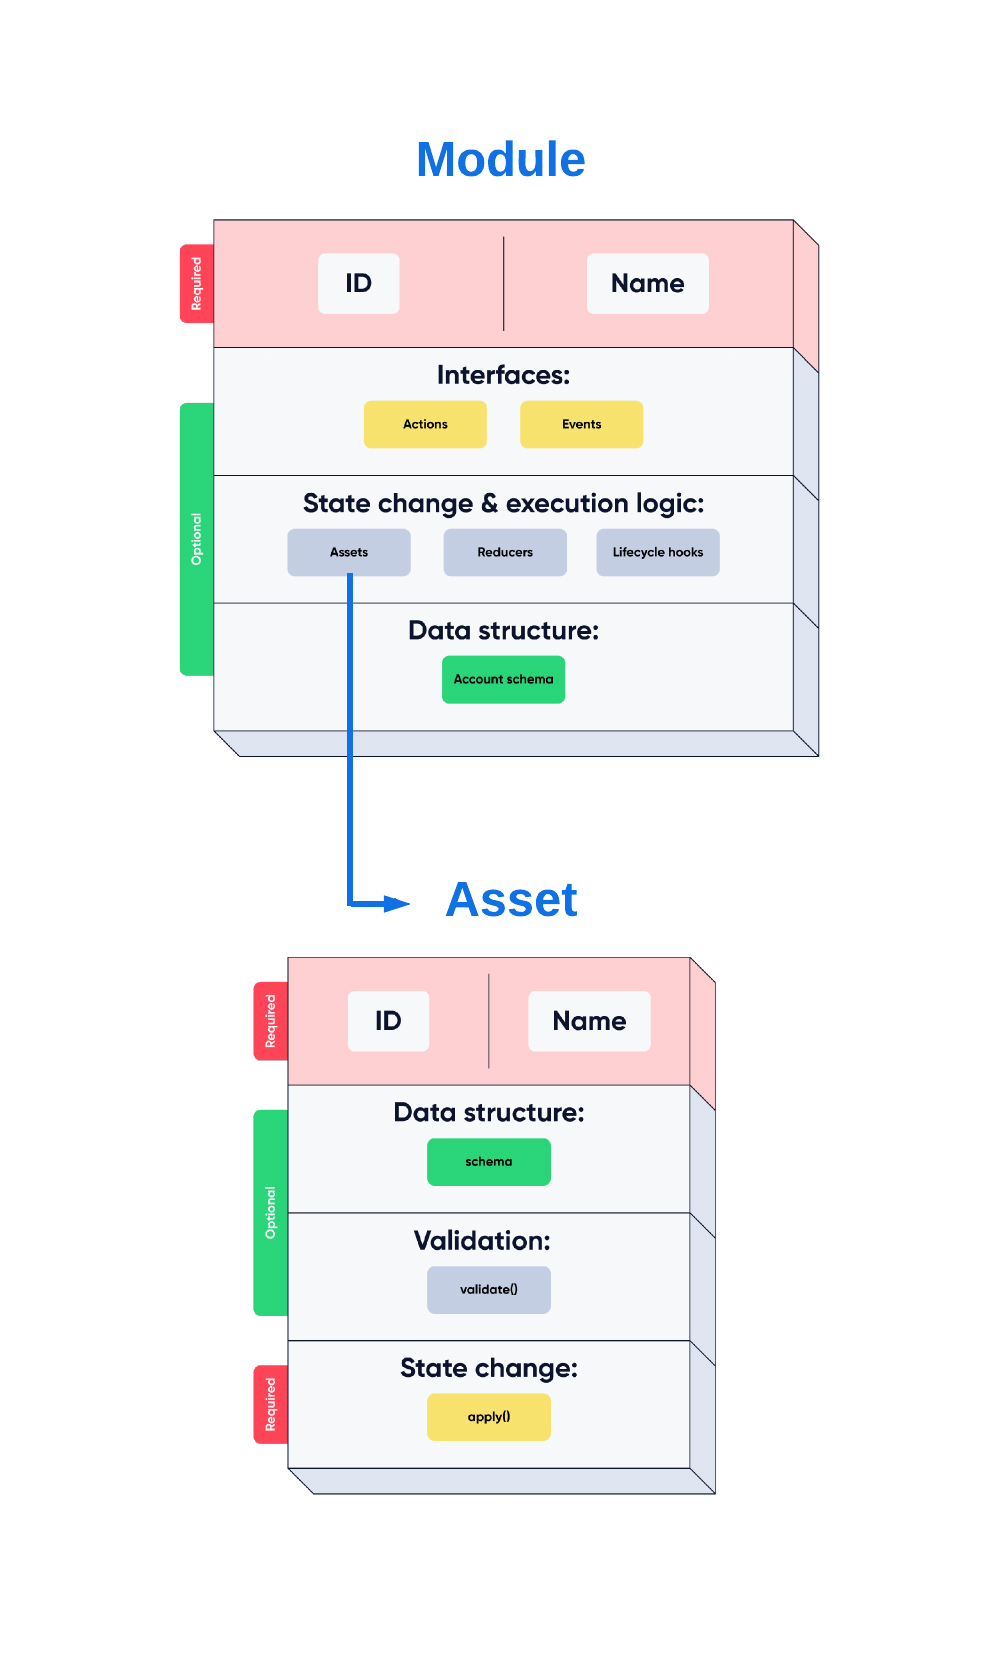 Module
Required
ID
Name
Interfaces:
Actions
Events
Optional
State change & execution logic:
Assets
Reducers
Lifecycle hooks
Data structure:
Account schema
Asset
Required
ID
Name
Optional
Data structure:
schema
Validation:
validate()
Required
State change:
apply()